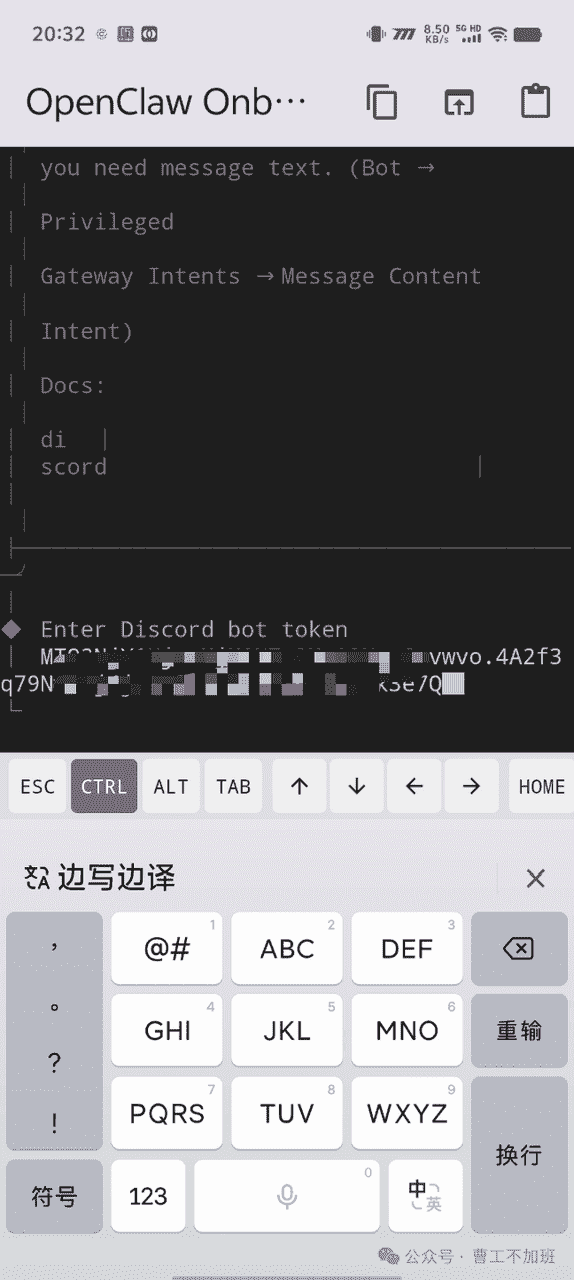 20:32
8.50 KB/s 5G HD
OpenClaw Onb…
you need message text. (Bot →
Privileged
Gateway Intents → Message Content
Intent)
Docs:
di
scord
Enter Discord bot token
vwvo.4A2f3
q79N
ESC CTRL ALT TAB ↑ ↓ ← → HOME
边写边译
, @# 1 ABC 2 DEF 3
。 GHI 4 JKL 5 MNO 6 重输
? PQRS 7 TUV 8 WXYZ 9
! 换行
符号 123 0 中 英
公众号 · 曹工不加班